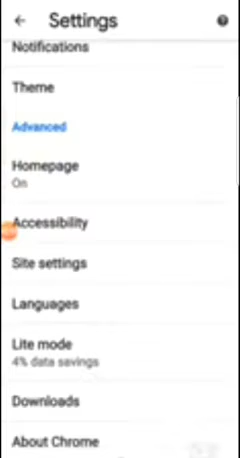 Settings
Notifications
Theme
Advanced
Homepage
On
Accessibility
Site settings
Languages
Lite mode
4% data savings
Downloads
About Chrome